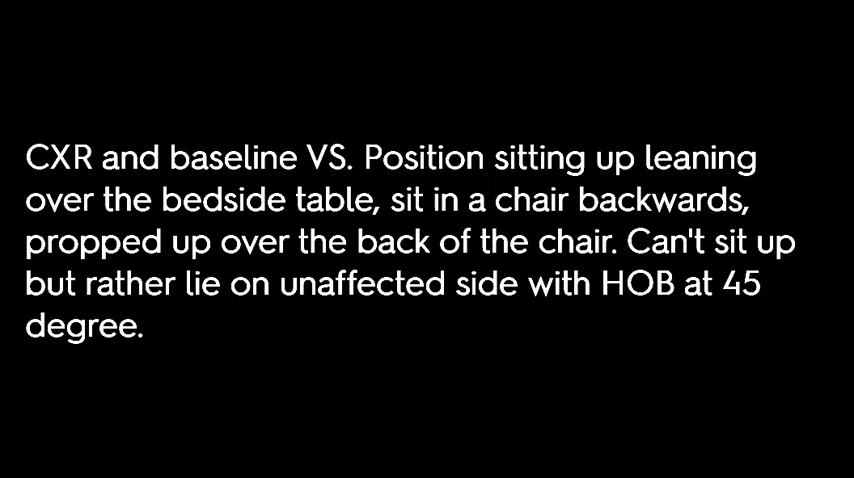 CXR and baseline VS. Position sitting up leaning
over the bedside table, sit in a chair backwards,
propped up over the back of the chair. Can't sit up
but rather lie on unaffected side with HOB at 45
degree.